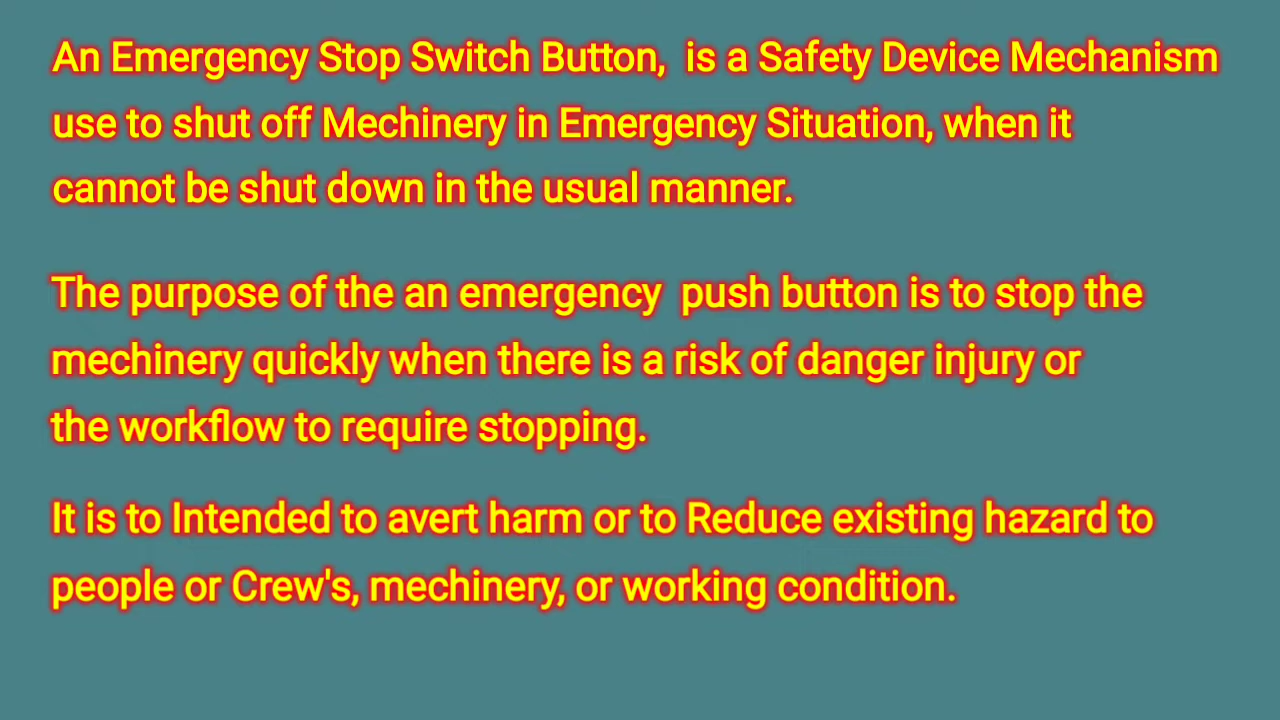 An Emergency Stop Switch Button,  is a Safety Device Mechanism
use to shut off Mechinery in Emergency Situation, when it
cannot be shut down in the usual manner.
The purpose of the an emergency  push button is to stop the
mechinery quickly when there is a risk of danger injury or
the workflow to require stopping.
It is to Intended to avert harm or to Reduce existing hazard to
people or Crew's, mechinery, or working condition.